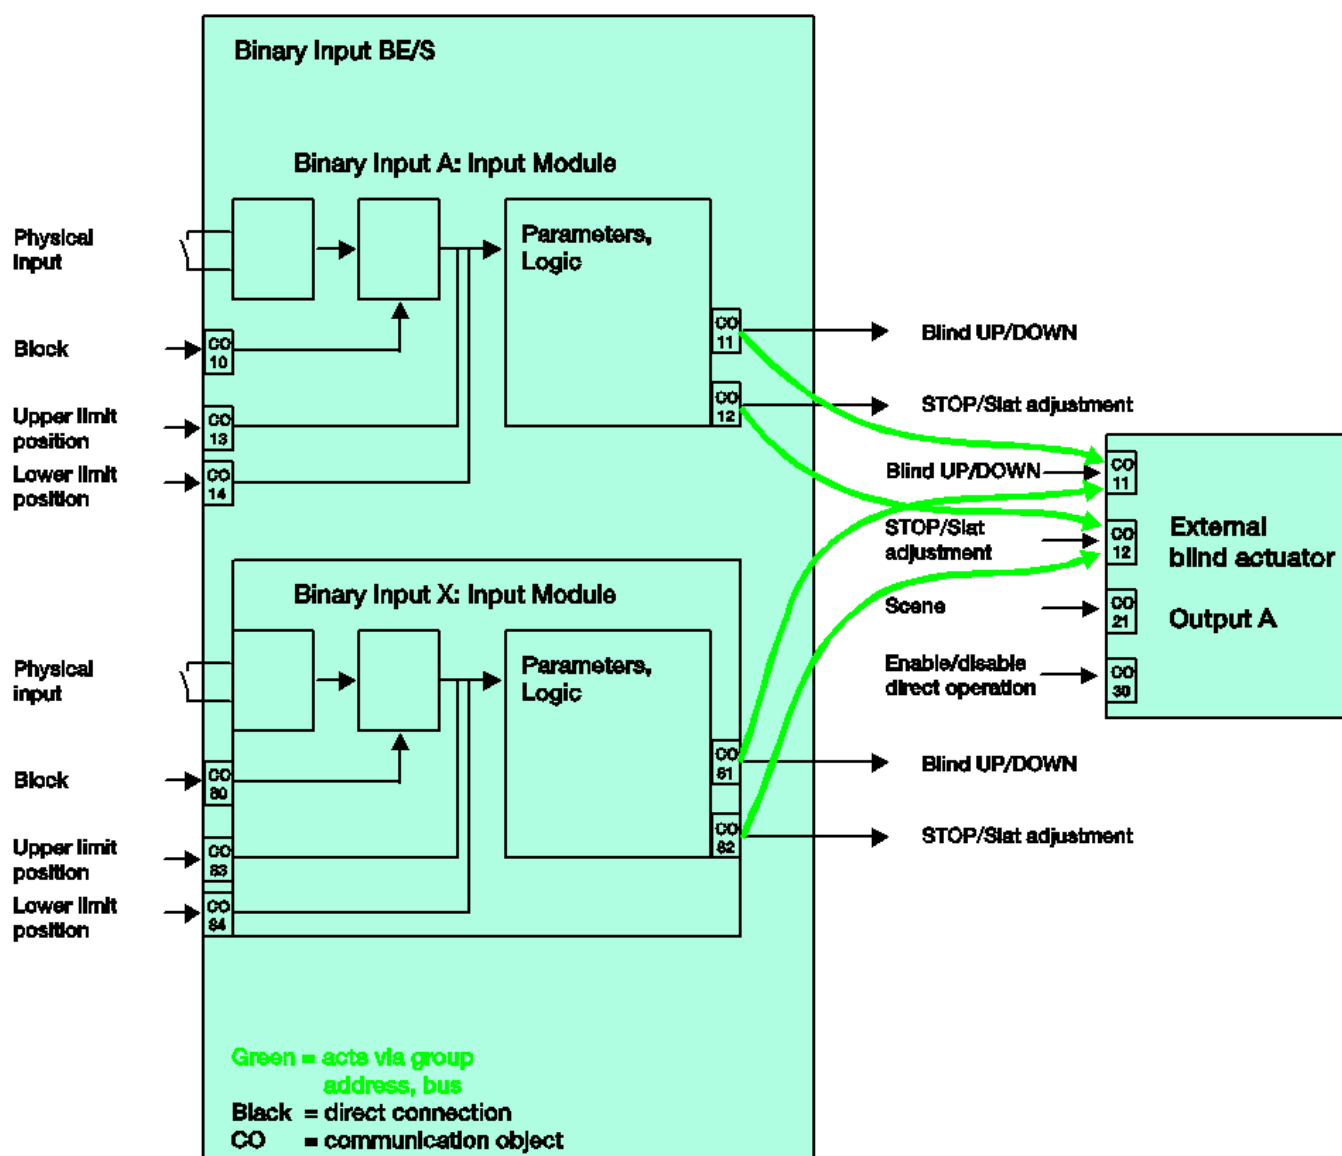 Binary Input BE/S
Binary Input A: Input Module
Physical
input
Parameters,
Logic
Block
CO
10
CO
11
Blind UP/DOWN
Upper limit
position
CO
13
CO
12
STOP/Slat adjustment
Lower limit
position
CO
14
Blind UP/DOWN
CO
11
STOP/Slat
adjustment
CO
12
External
blind actuator
Scene
CO
21
Output A
Enable/disable
direct operation
CO
30
Binary Input X: Input Module
Physical
input
Parameters,
Logic
Block
CO
80
CO
81
Blind UP/DOWN
Upper limit
position
CO
83
CO
82
STOP/Slat adjustment
Lower limit
position
CO
84
Green = acts via group
address, bus
Black = direct connection
CO = communication object